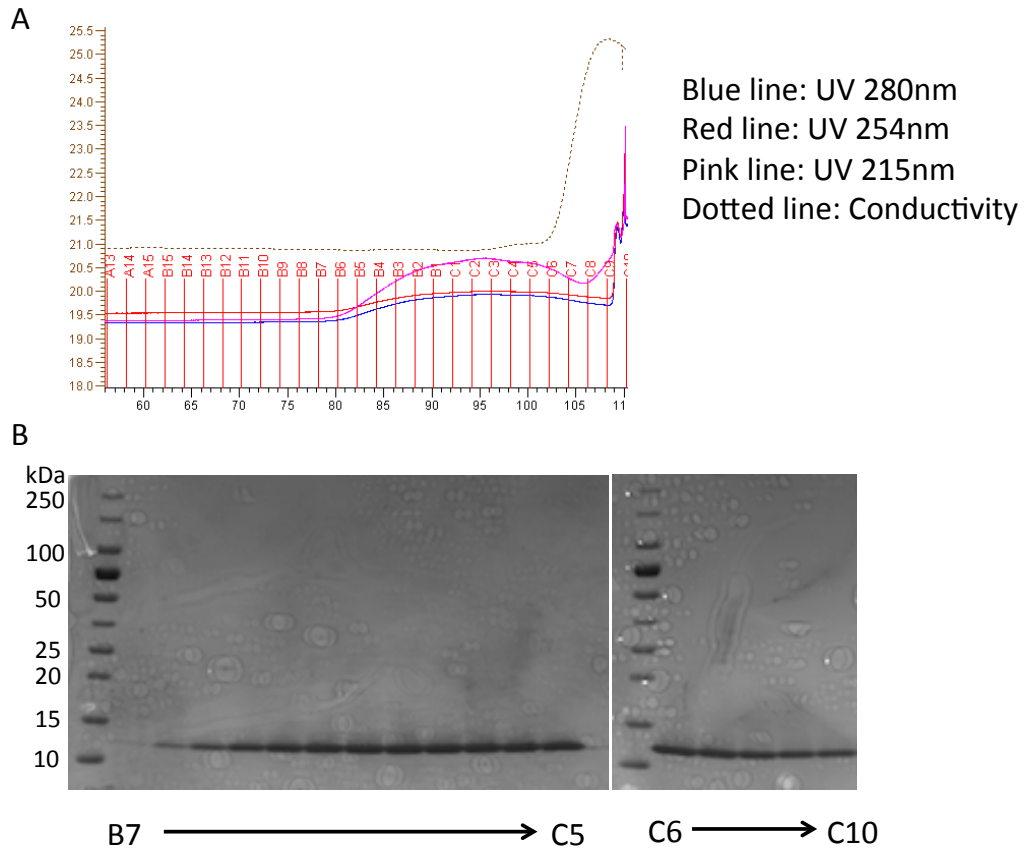 A
25.5
25.0
24.5
24.0
23.5
23.0
22.5
22.0
21.5
21.0
20.5
20.0
19.5
19.0
18.5
18.0
A13 A14 A15 B15 B14 B13 B12 B11 B10 B9 B8 B7 B6 B5 B4 B3 B2 B1 C1 C2 C3 C4 C5 C6 C7 C8 C9 C10
60 65 70 75 80 85 90 95 100 105 11
Blue line: UV 280nm
Red line: UV 254nm
Pink line: UV 215nm
Dotted line: Conductivity
B
kDa
250
100
50
25
20
15
10
B7 C5 C6 C10